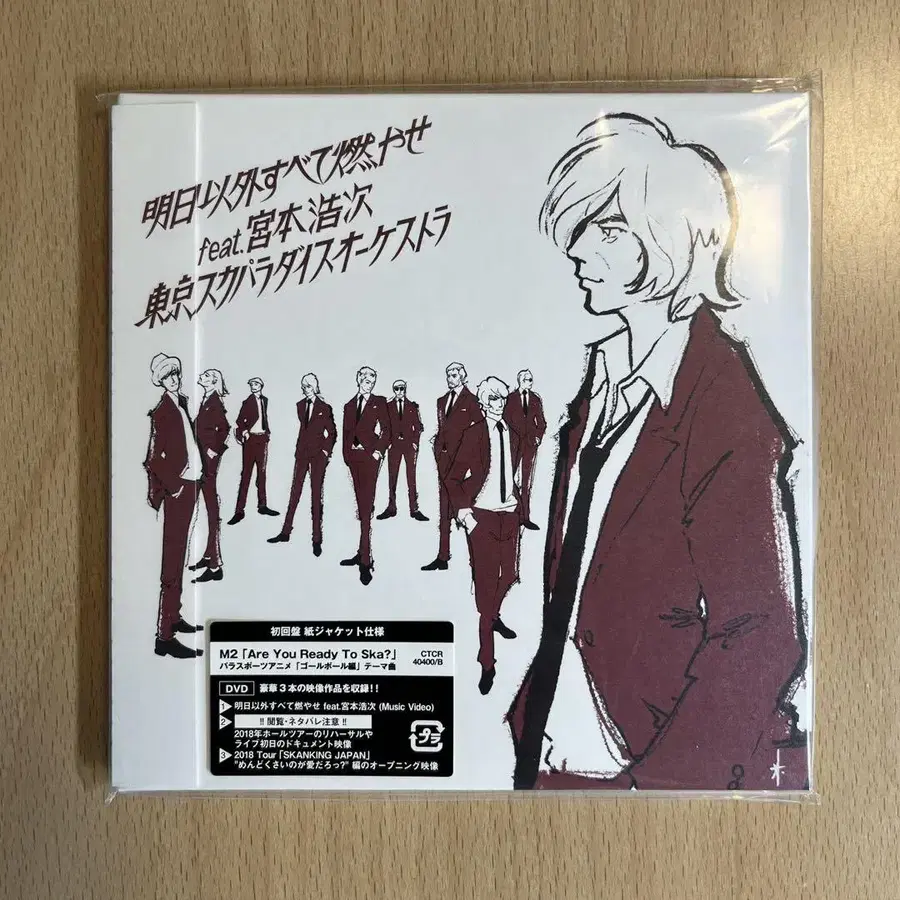 明日以外すべて燃やせ
feat.宮本浩次
東京スカパラダイスオーケストラ
初回盤 紙ジャケット仕様
M2「Are You Ready To Ska?」
パラスポーツアニメ「ゴールボール編」テーマ曲
CTCR
40400/B
DVD 豪華3本の映像作品を収録!!
1 明日以外すべて燃やせ feat.宮本浩次 (Music Video)
2 !! 閲覧・ネタバレ注意 !!
2018年ホールツアーのリハーサルや
ライブ初日のドキュメント映像
3 2018 Tour「SKANKING JAPAN」
"めんどくさいのが愛だろっ?" 編のオープニング映像
プラ